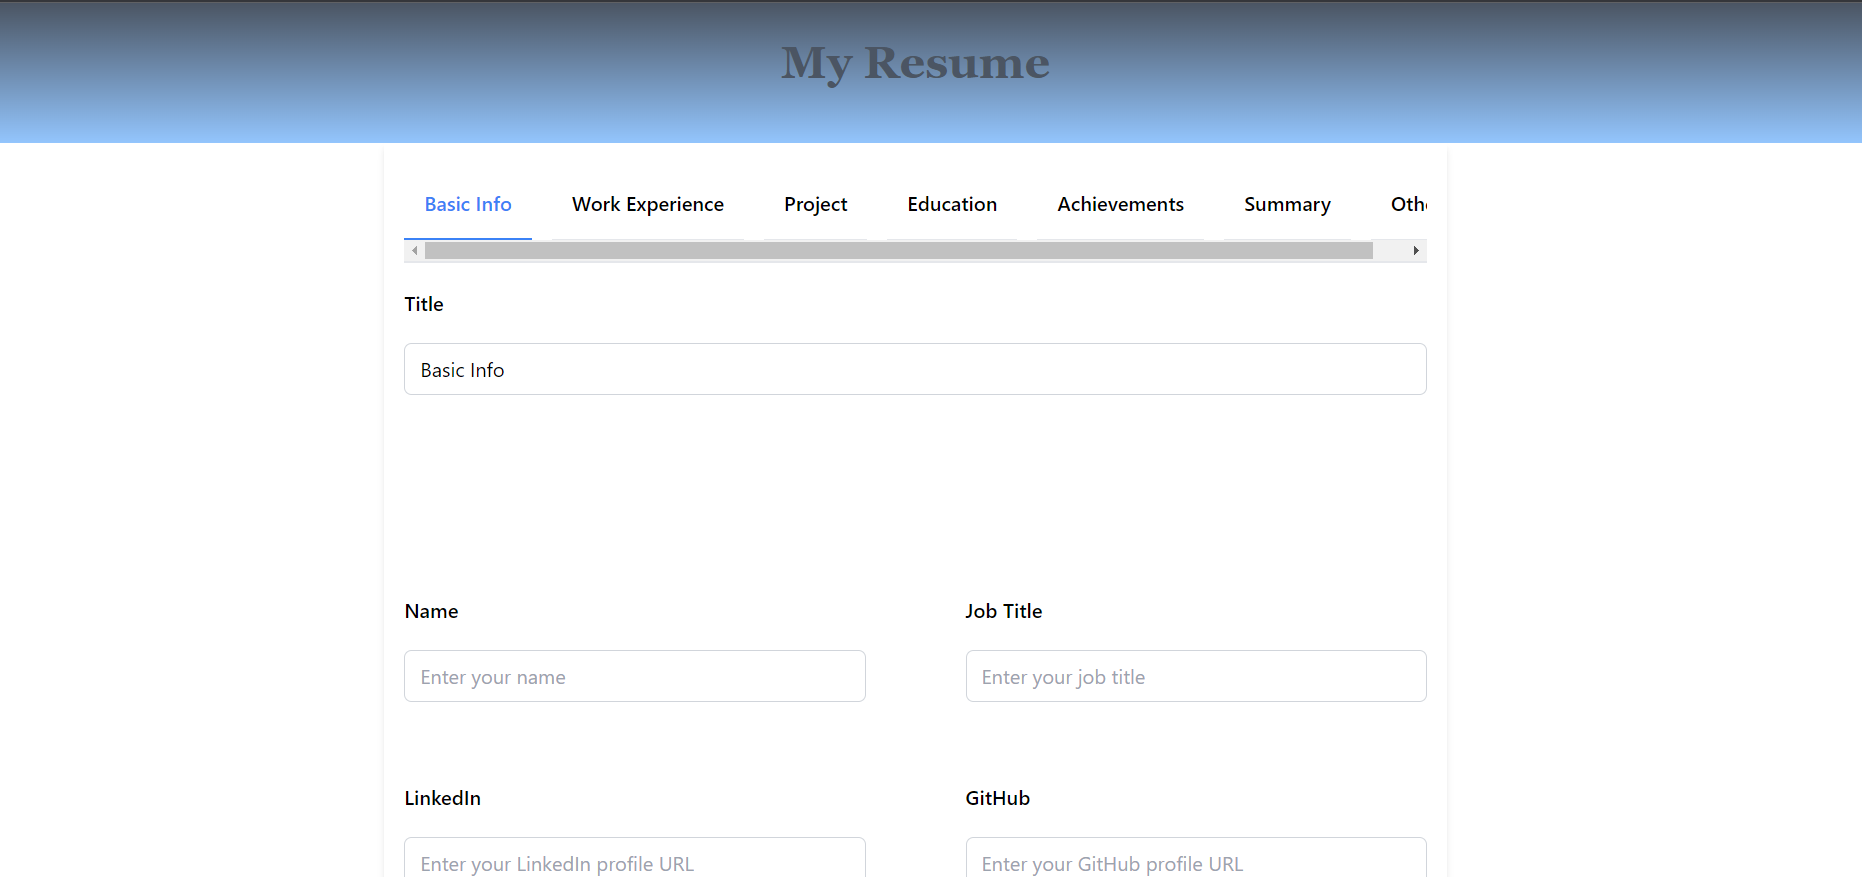 My Resume
Basic Info Work Experience Project Education Achievements Summary Oth
Title
Basic Info
Name Job Title
Enter your name Enter your job title
LinkedIn GitHub
Enter your LinkedIn profile URL Enter your GitHub profile URL